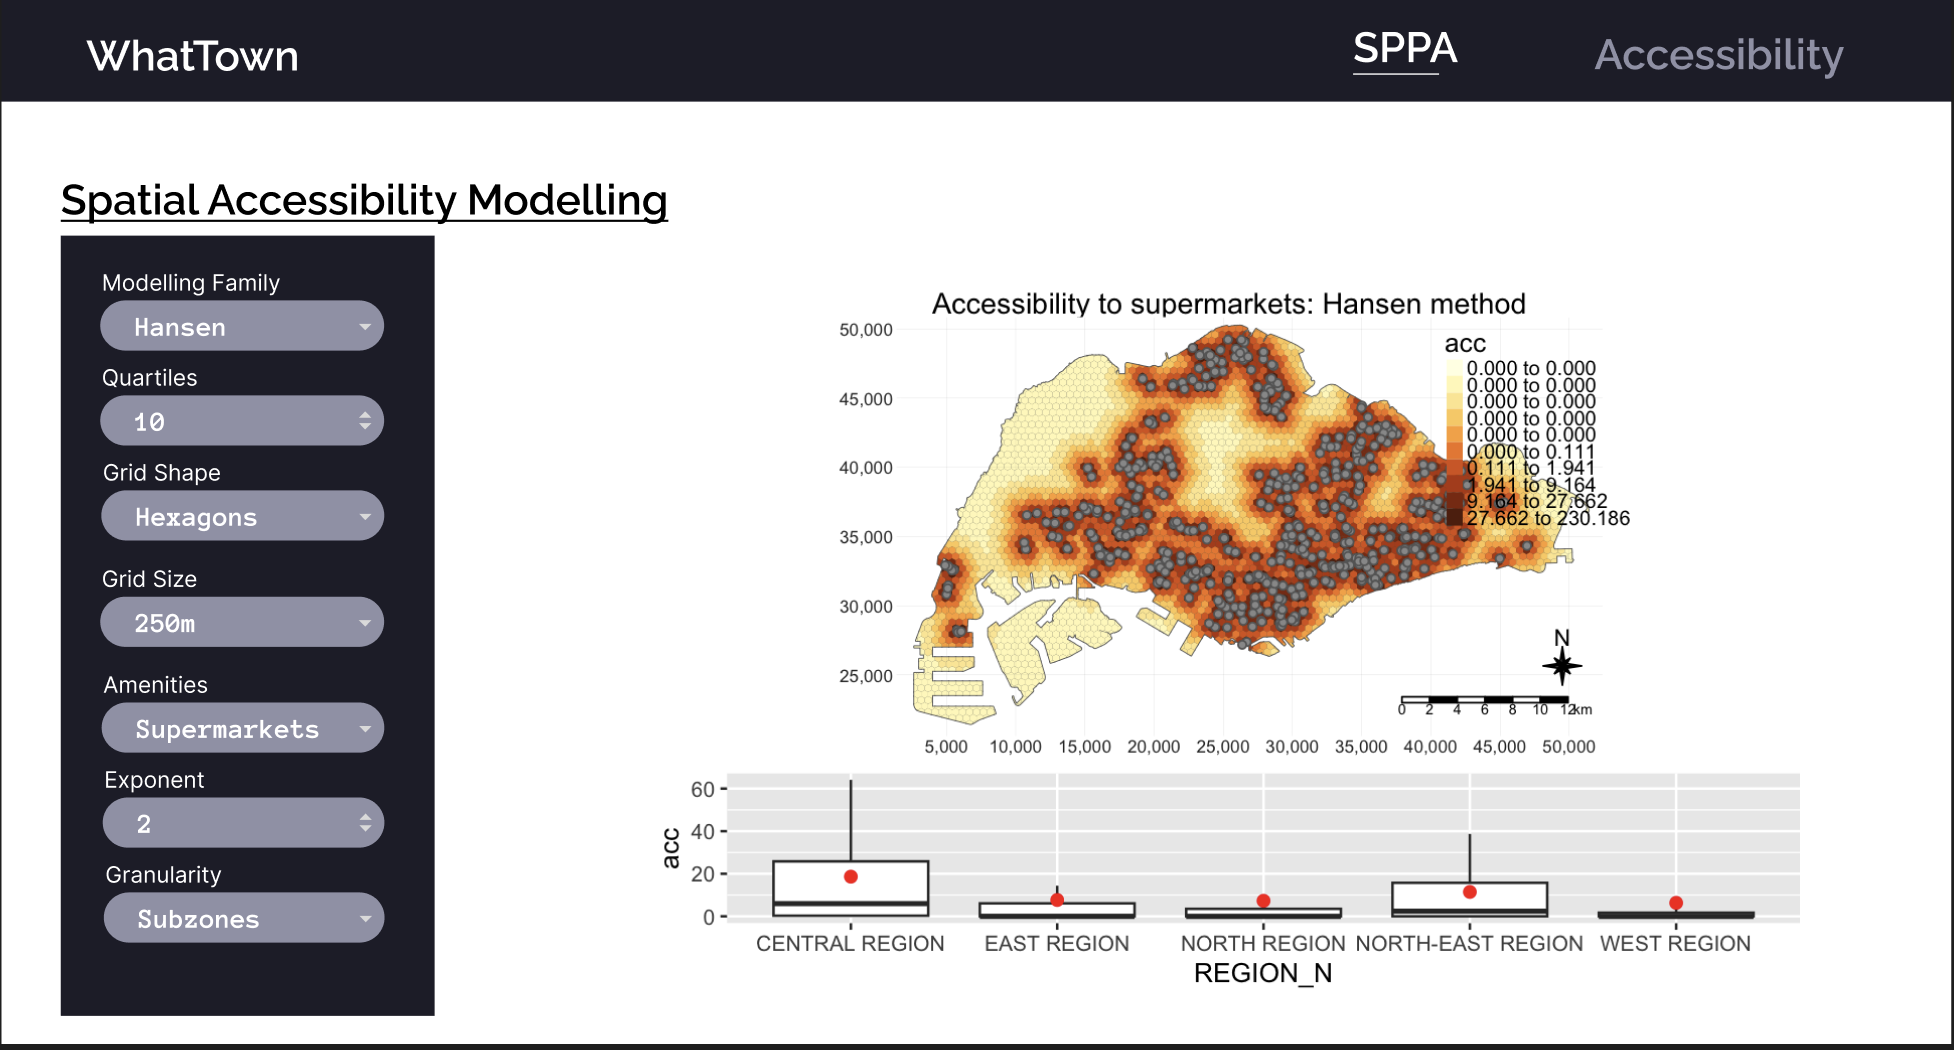 WhatTown
SPPA
Accessibility
Spatial Accessibility Modelling
Modelling Family
Hansen
Quartiles
10
Grid Shape
Hexagons
Grid Size
250m
Amenities
Supermarkets
Exponent
2
Granularity
Subzones
Accessibility to supermarkets: Hansen method
50,000
45,000
40,000
35,000
30,000
25,000
acc
0.000 to 0.000
0.000 to 0.000
0.000 to 0.000
0.000 to 0.000
0.000 to 0.000
0.000 to 0.111
0.111 to 1.941
1.941 to 9.164
9.164 to 27.662
27.662 to 230.186
N
0 2 4 6 8 10 12km
5,000 10,000 15,000 20,000 25,000 30,000 35,000 40,000 45,000 50,000
acc
60
40
20
0
CENTRAL REGION EAST REGION NORTH REGION NORTH-EAST REGION WEST REGION
REGION_N